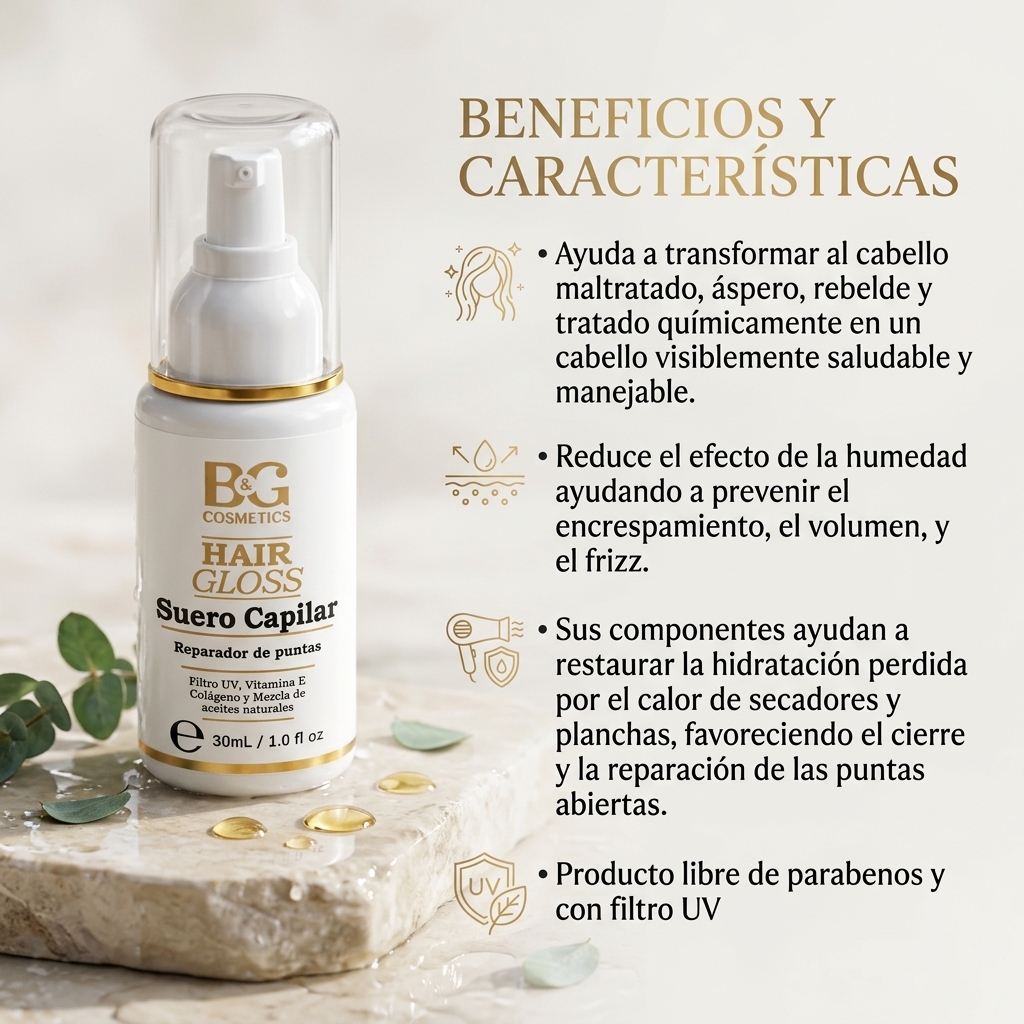 BENEFICIOS Y
CARACTERÍSTICAS
• Ayuda a transformar al cabello
maltratado, áspero, rebelde y
tratado químicamente en un
cabello visiblemente saludable y
manejable.
• Reduce el efecto de la humedad
ayudando a prevenir el
encrespamiento, el volumen, y
el frizz.
• Sus componentes ayudan a
restaurar la hidratación perdida
por el calor de secadores y
planchas, favoreciendo el cierre
y la reparación de las puntas
abiertas.
UV
• Producto libre de parabenos y
con filtro UV
B&G
COSMETICS
HAIR
GLOSS
Suero Capilar
Reparador de puntas
Filtro UV, Vitamina E
Colágeno y Mezcla de
aceites naturales
e 30mL / 1.0 fl oz